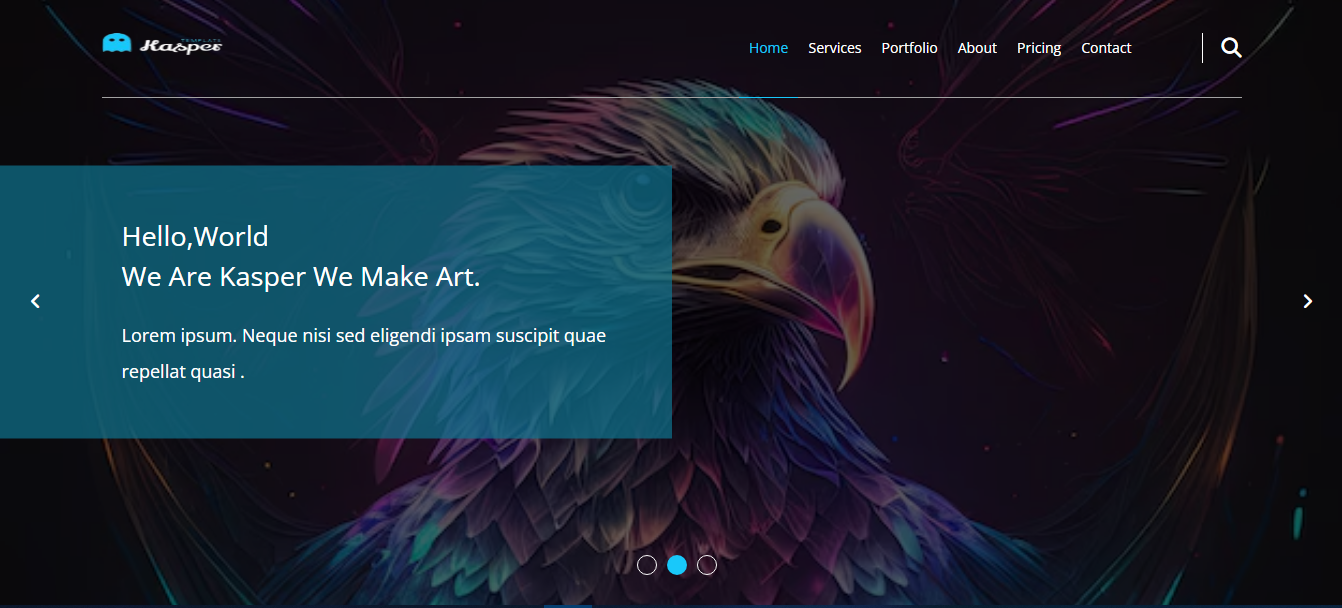 TEMPLATE
Kasper
Home Services Portfolio About Pricing Contact
Hello,World
We Are Kasper We Make Art.
Lorem ipsum. Neque nisi sed eligendi ipsam suscipit quae
repellat quasi .